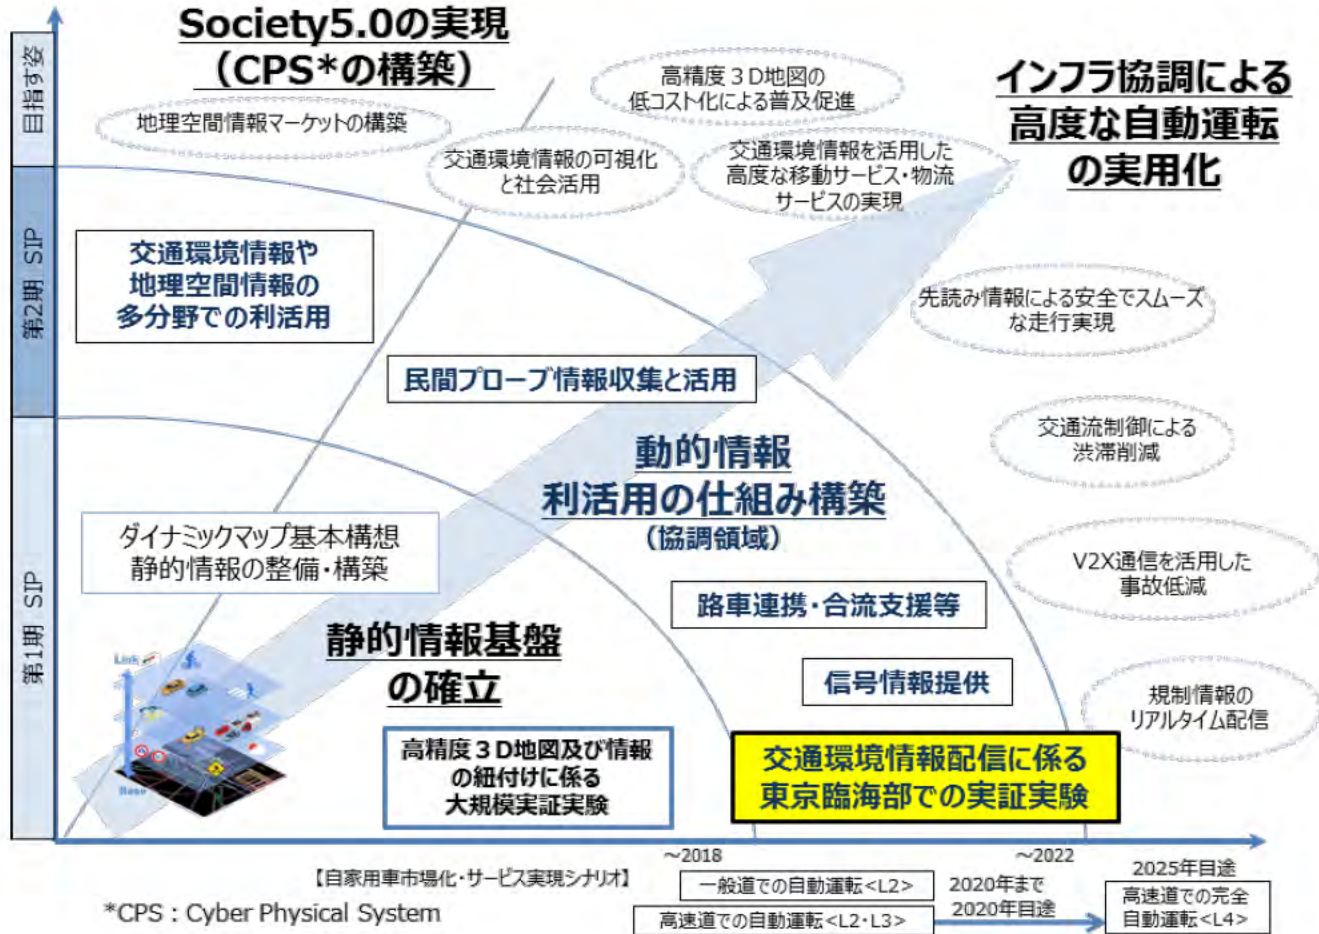 Society5.0の実現
（CPS*の構築）
目指す姿
地理空間情報マーケットの構築
高精度３D地図の
低コスト化による普及促進
交通環境情報の可視化
と社会活用
交通環境情報を活用した
高度な移動サービス・物流
サービスの実現
インフラ協調による
高度な自動運転
の実用化
第2期 SIP
交通環境情報や
地理空間情報の
多分野での利活用
先読み情報による安全でスムーズ
な走行実現
民間プローブ情報収集と活用
交通流制御による
渋滞削減
動的情報
利活用の仕組み構築
（協調領域）
第1期 SIP
ダイナミックマップ基本構想
静的情報の整備・構築
V2X通信を活用した
事故低減
路車連携・合流支援等
静的情報基盤
の確立
信号情報提供
規制情報の
リアルタイム配信
Link
Base
高精度３D地図及び情報
の紐付けに係る
大規模実証実験
交通環境情報配信に係る
東京臨海部での実証実験
～2018
～2022
2025年目途
【自家用車市場化・サービス実現シナリオ】
一般道での自動運転<L2>
2020年まで
高速道での自動運転<L2・L3>
2020年目途
高速道での完全
自動運転<L4>
*CPS : Cyber Physical System